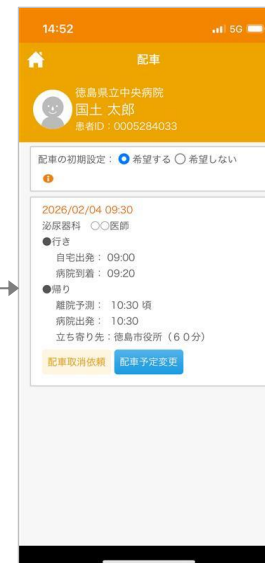 14:52
5G
配車
徳島県立中央病院
国土 太郎
患者ID：0005284033
配車の初期設定： 希望する 希望しない
2026/02/04 09:30
泌尿器科 ○○医師
●行き
自宅出発： 09:00
病院到着： 09:20
●帰り
離院予測： 10:30 頃
病院出発： 10:30
立ち寄り先：徳島市役所（６０分）
配車取消依頼 配車予定変更